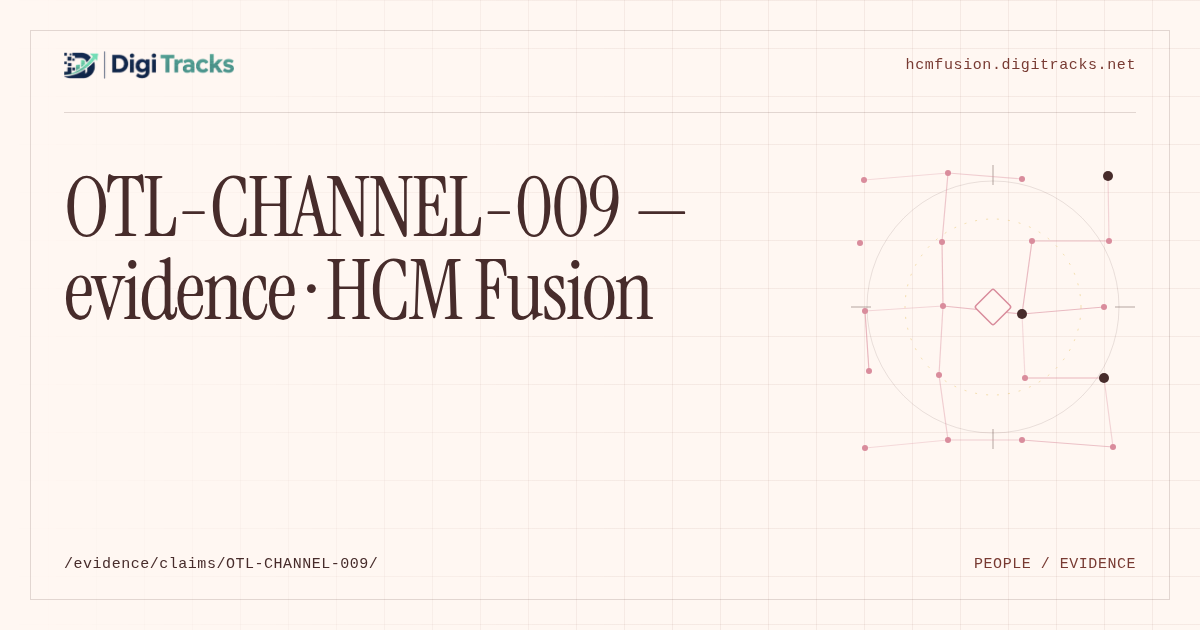 Digi Tracks
hcmfusion.digitracks.net
OTL-CHANNEL-009 —
evidence · HCM Fusion
/evidence/claims/OTL-CHANNEL-009/
PEOPLE / EVIDENCE